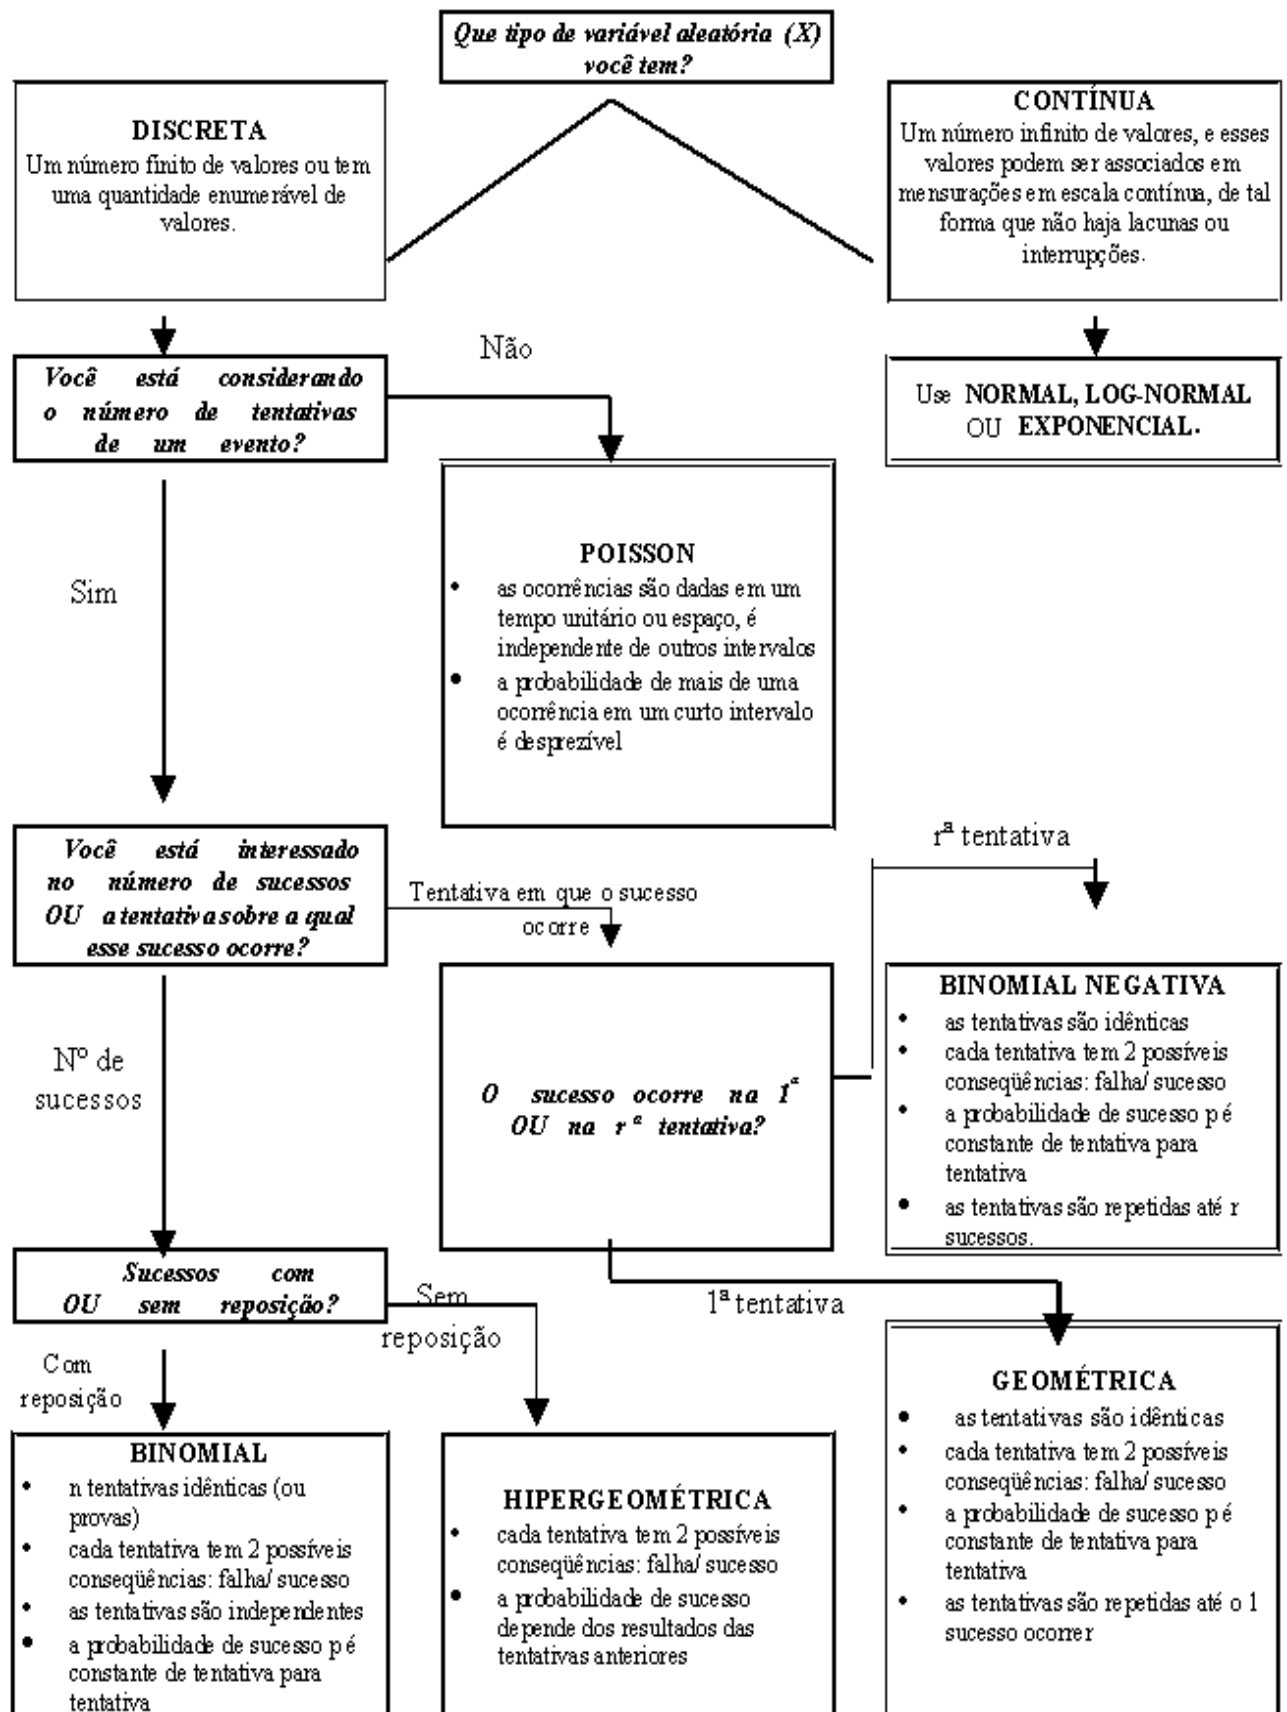 Que tipo de variável aleatória (X)
você tem?
DISCRETA
Um número finito de valores ou tem
uma quantidade enumerável de
valores.
CONTÍNUA
Um número infinito de valores, e esses
valores podem ser associados em
mensurações em escala contínua, de tal
forma que não haja lacunas ou
interrupções.
Você está considerando
o número de tentativas
de um evento?
Não
Use NORMAL, LOG-NORMAL
OU EXPONENCIAL.
Sim
POISSON
• as ocorrências são dadas em um
tempo unitário ou espaço, é
independente de outros intervalos
• a probabilidade de mais de uma
ocorrência em um curto intervalo
é desprezível
Você está interessado
no número de sucessos
OU a tentativa sobre a qual
esse sucesso ocorre?
Tentativa em que o sucesso
ocorre
rª tentativa
Nº de
sucessos
O sucesso ocorre na 1ª
OU na rª tentativa?
BINOMIAL NEGATIVA
• as tentativas são idênticas
• cada tentativa tem 2 possíveis
conseqüências: falha/ sucesso
• a probabilidade de sucesso p é
constante de tentativa para
tentativa
• as tentativas são repetidas até r
sucessos.
Sucessos com
OU sem reposição?
Sem
reposição
1ª tentativa
Com
reposição
BINOMIAL
• n tentativas idênticas (ou
provas)
• cada tentativa tem 2 possíveis
conseqüências: falha/ sucesso
• as tentativas são independentes
• a probabilidade de sucesso p é
constante de tentativa para
tentativa
HIPERGEOMÉTRICA
• cada tentativa tem 2 possíveis
conseqüências: falha/ sucesso
• a probabilidade de sucesso
depende dos resultados das
tentativas anteriores
GEOMÉTRICA
• as tentativas são idênticas
• cada tentativa tem 2 possíveis
conseqüências: falha/ sucesso
• a probabilidade de sucesso p é
constante de tentativa para
tentativa
• as tentativas são repetidas até o 1
sucesso ocorrer